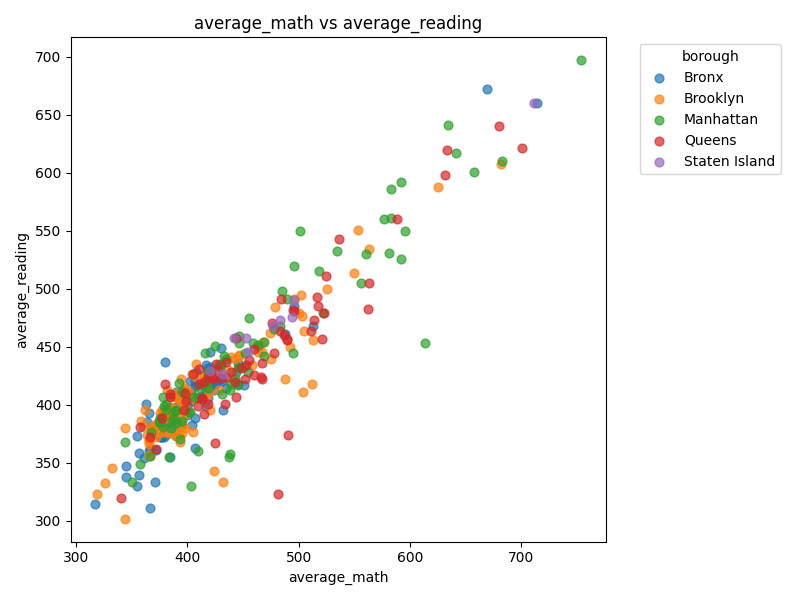 average_math vs average_reading
borough
Bronx
Brooklyn
Manhattan
Queens
Staten Island
700
650
600
550
500
450
400
350
300
average_reading
300
400
500
600
700
average_math